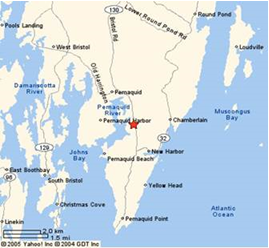 130
Round Pond
Lower Round Pond Rd
Bristol Rd
Pools Landing
West Bristol
Loudville
Old Harrington
Damariscotta
River
Pemaquid
Pemaquid
River
Muscongus
Bay
Pemaquid Harbor
Chamberlain
129
32
Johns
Bay
New Harbor
Pemaquid Beach
East Boothbay
South Bristol
Yellow Head
96
Christmas Cove
Pemaquid Point
Atlantic
Ocean
Linekin
2.0 km
1.5 mi
©2005 Yahoo! Inc ©2004 GDT Inc